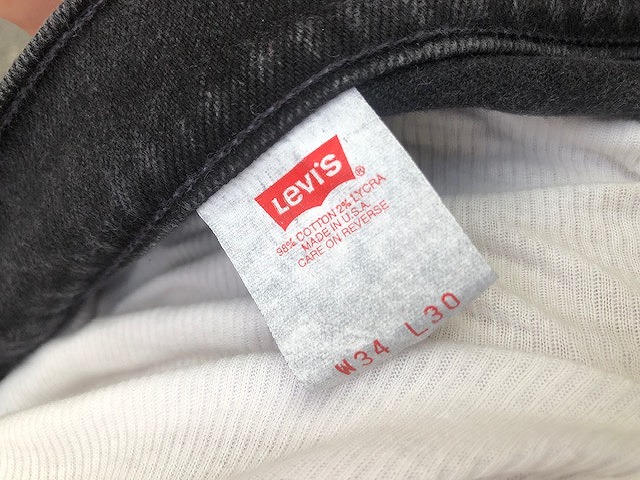 Levi's ®
98% COTTON 2% LYCRA
MADE IN U.S.A.
CARE ON REVERSE
W34 L30